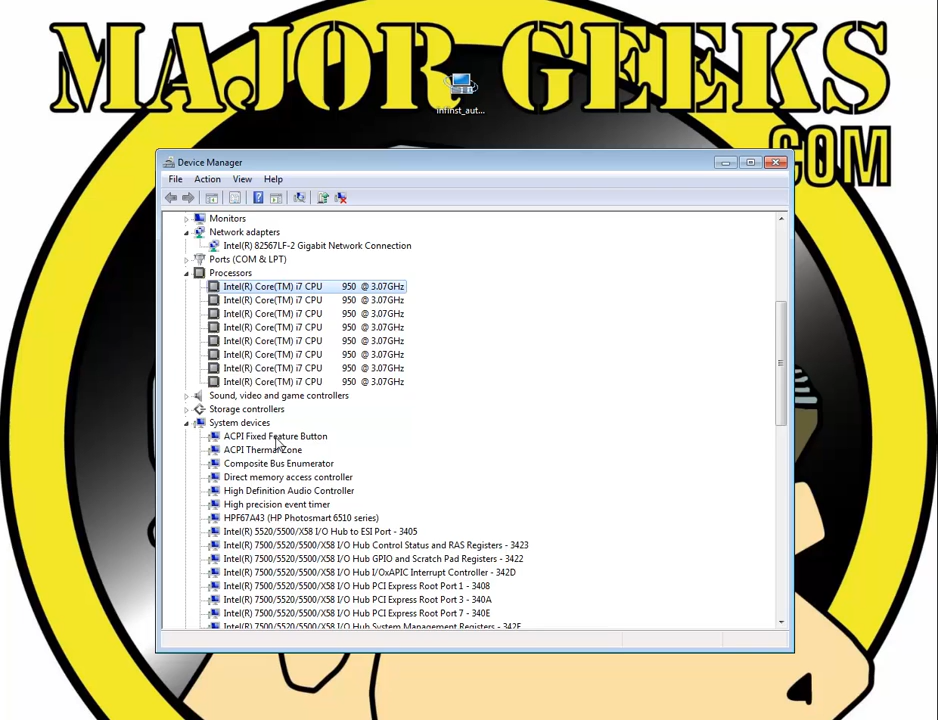 MAJOR GEEKS
.COM
infinst_aut...
Device Manager
File Action View Help
Monitors
Network adapters
Intel(R) 82567LF-2 Gigabit Network Connection
Ports (COM & LPT)
Processors
Intel(R) Core(TM) i7 CPU 950 @ 3.07GHz
Intel(R) Core(TM) i7 CPU 950 @ 3.07GHz
Intel(R) Core(TM) i7 CPU 950 @ 3.07GHz
Intel(R) Core(TM) i7 CPU 950 @ 3.07GHz
Intel(R) Core(TM) i7 CPU 950 @ 3.07GHz
Intel(R) Core(TM) i7 CPU 950 @ 3.07GHz
Intel(R) Core(TM) i7 CPU 950 @ 3.07GHz
Intel(R) Core(TM) i7 CPU 950 @ 3.07GHz
Sound, video and game controllers
Storage controllers
System devices
ACPI Fixed Feature Button
ACPI Thermal Zone
Composite Bus Enumerator
Direct memory access controller
High Definition Audio Controller
High precision event timer
HPF67A43 (HP Photosmart 6510 series)
Intel(R) 5520/5500/X58 I/O Hub to ESI Port - 3405
Intel(R) 7500/5520/5500/X58 I/O Hub Control Status and RAS Registers - 3423
Intel(R) 7500/5520/5500/X58 I/O Hub GPIO and Scratch Pad Registers - 3422
Intel(R) 7500/5520/5500/X58 I/O Hub I/OxAPIC Interrupt Controller - 342D
Intel(R) 7500/5520/5500/X58 I/O Hub PCI Express Root Port 1 - 3408
Intel(R) 7500/5520/5500/X58 I/O Hub PCI Express Root Port 3 - 340A
Intel(R) 7500/5520/5500/X58 I/O Hub PCI Express Root Port 7 - 340E
Intel(R) 7500/5520/5500/X58 I/O Hub System Management Registers - 342E